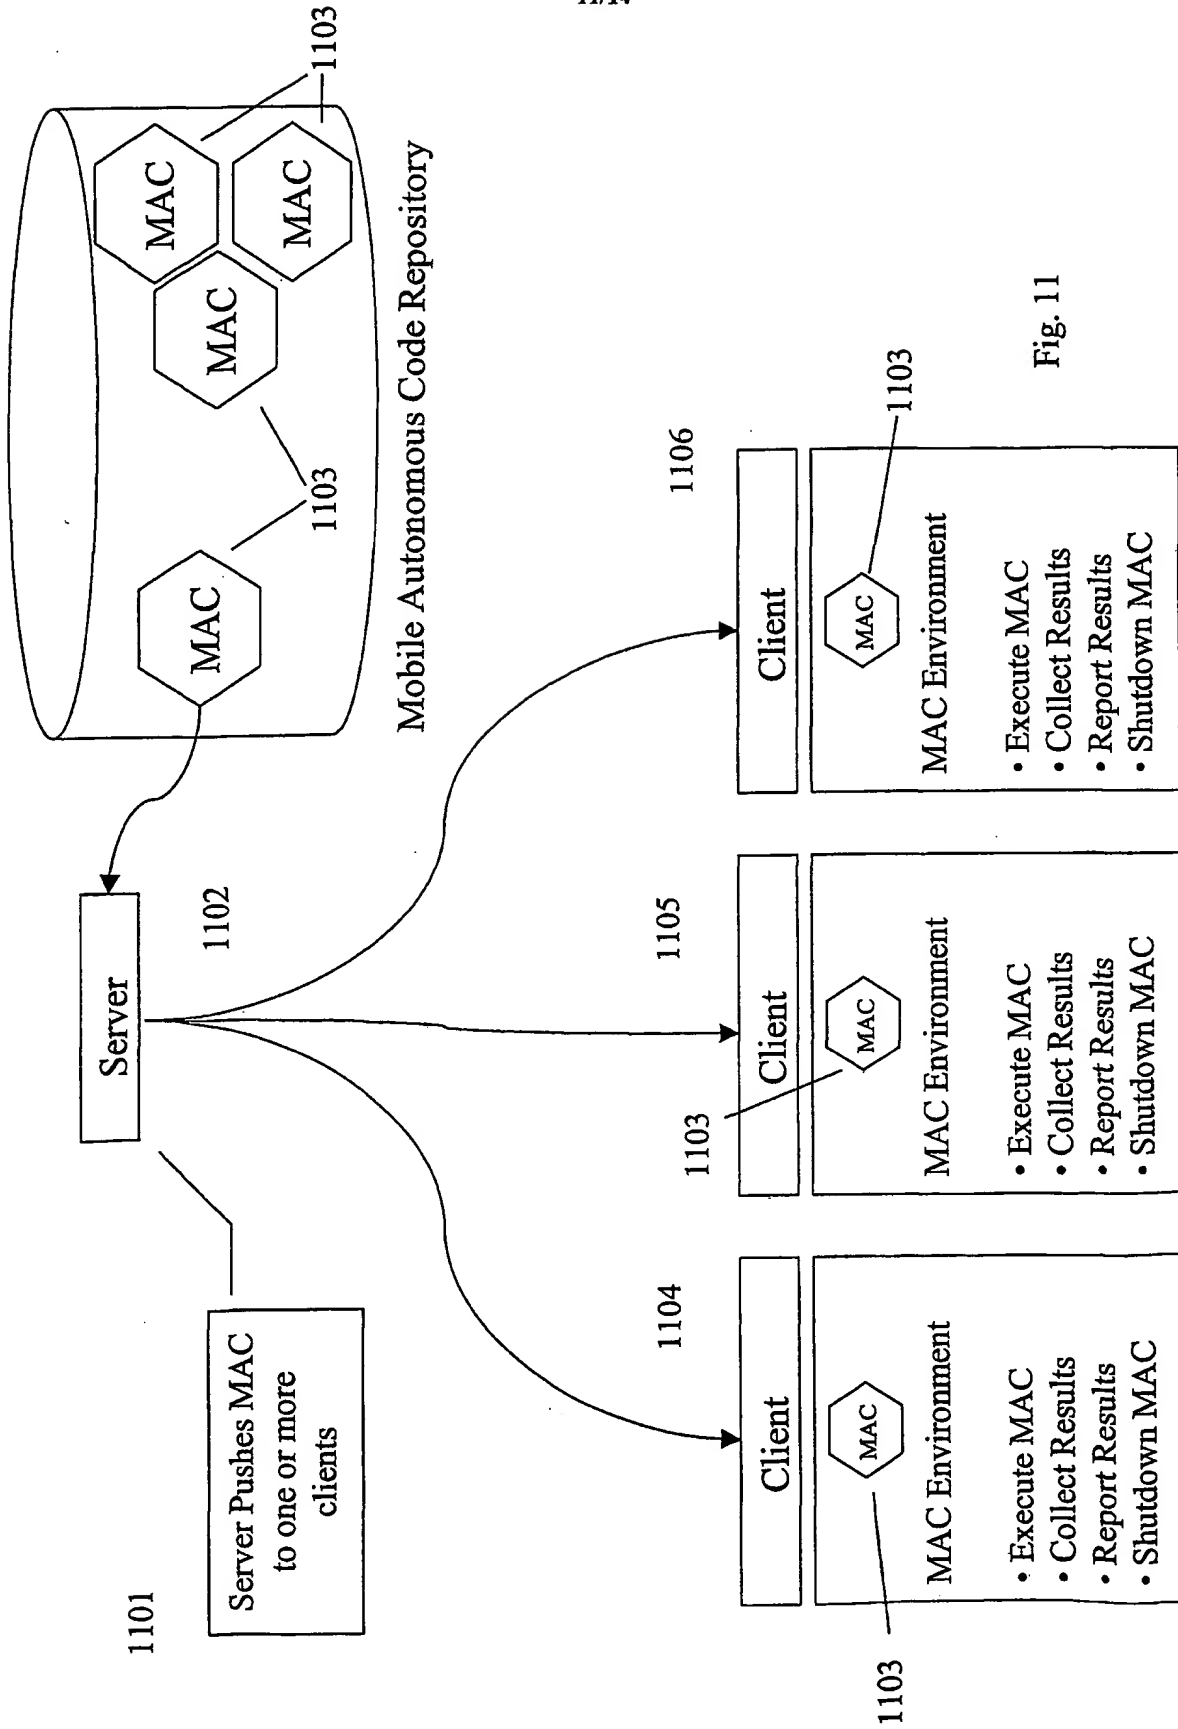 11/14
1101
Server Pushes MAC
to one or more
clients
Server
1102
MAC
MAC
MAC
MAC
1103
1103
Mobile Autonomous Code Repository
1104
1105
1106
Client
Client
Client
1103
MAC
MAC Environment
• Execute MAC
• Collect Results
• Report Results
• Shutdown MAC
1103
MAC
MAC Environment
• Execute MAC
• Collect Results
• Report Results
• Shutdown MAC
1103
MAC
MAC Environment
• Execute MAC
• Collect Results
• Report Results
• Shutdown MAC
Fig. 11